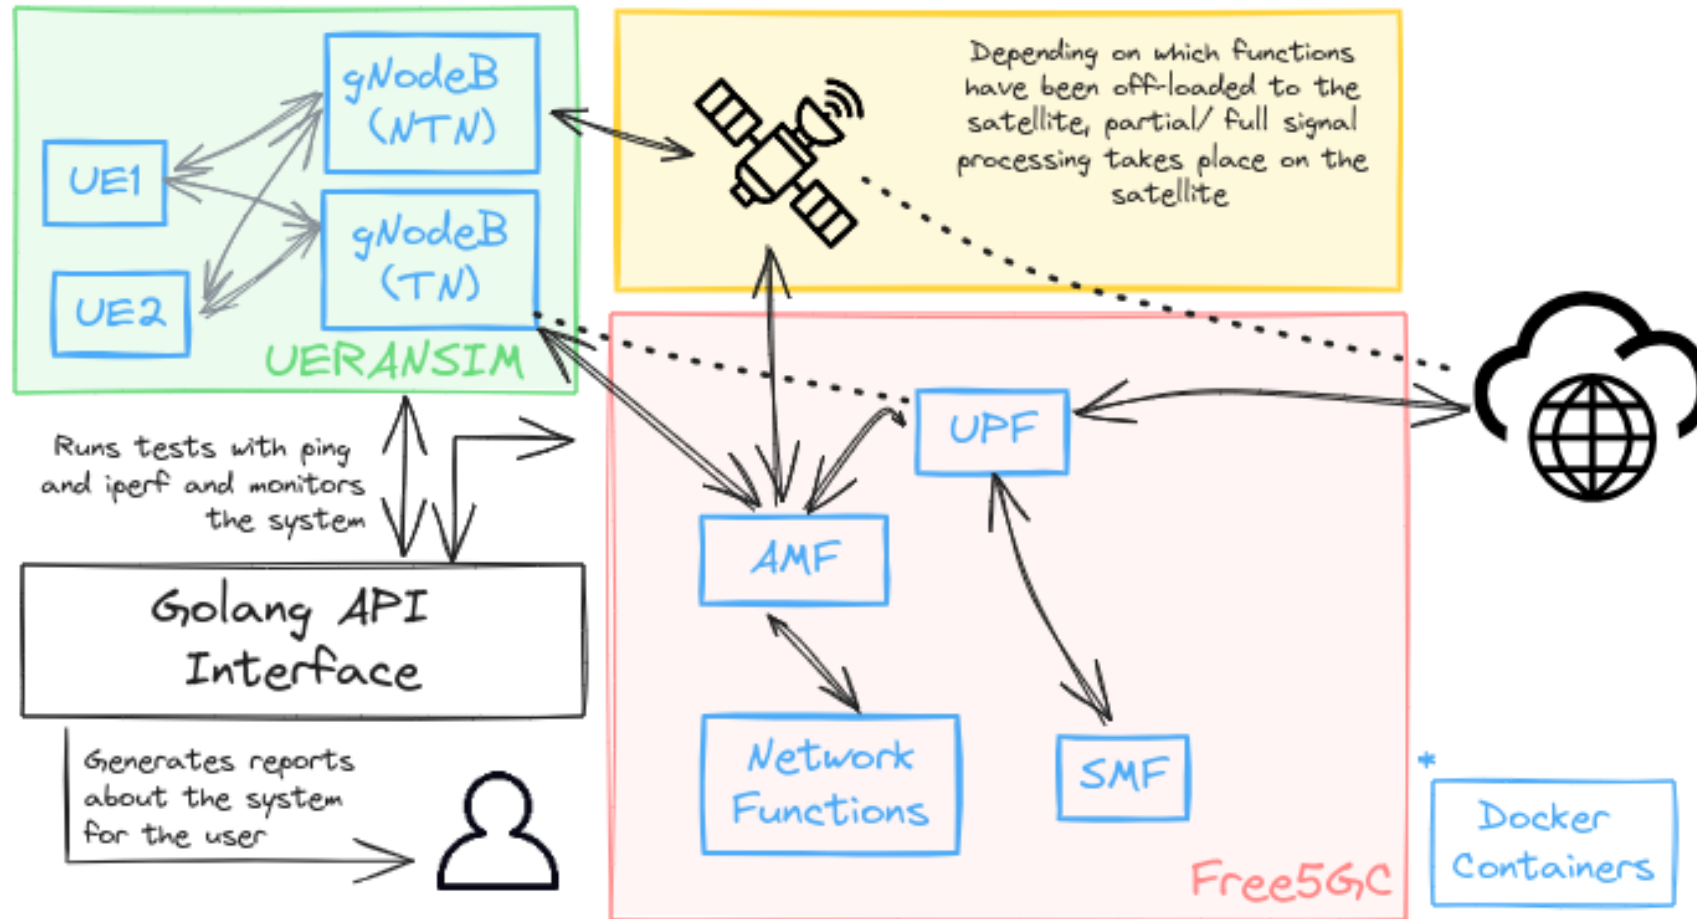 gNodeB
(NTN)
UE1
gNodeB
(TN)
UE2
UERANSIM
Depending on which functions
have been off-loaded to the
satellite, partial/ full signal
processing takes place on the
satellite
Runs tests with ping
and iperf and monitors
the system
UPF
AMF
Golang API
Interface
Network
Functions
SMF
Generates reports
about the system
for the user
Free5GC
*
Docker
Containers